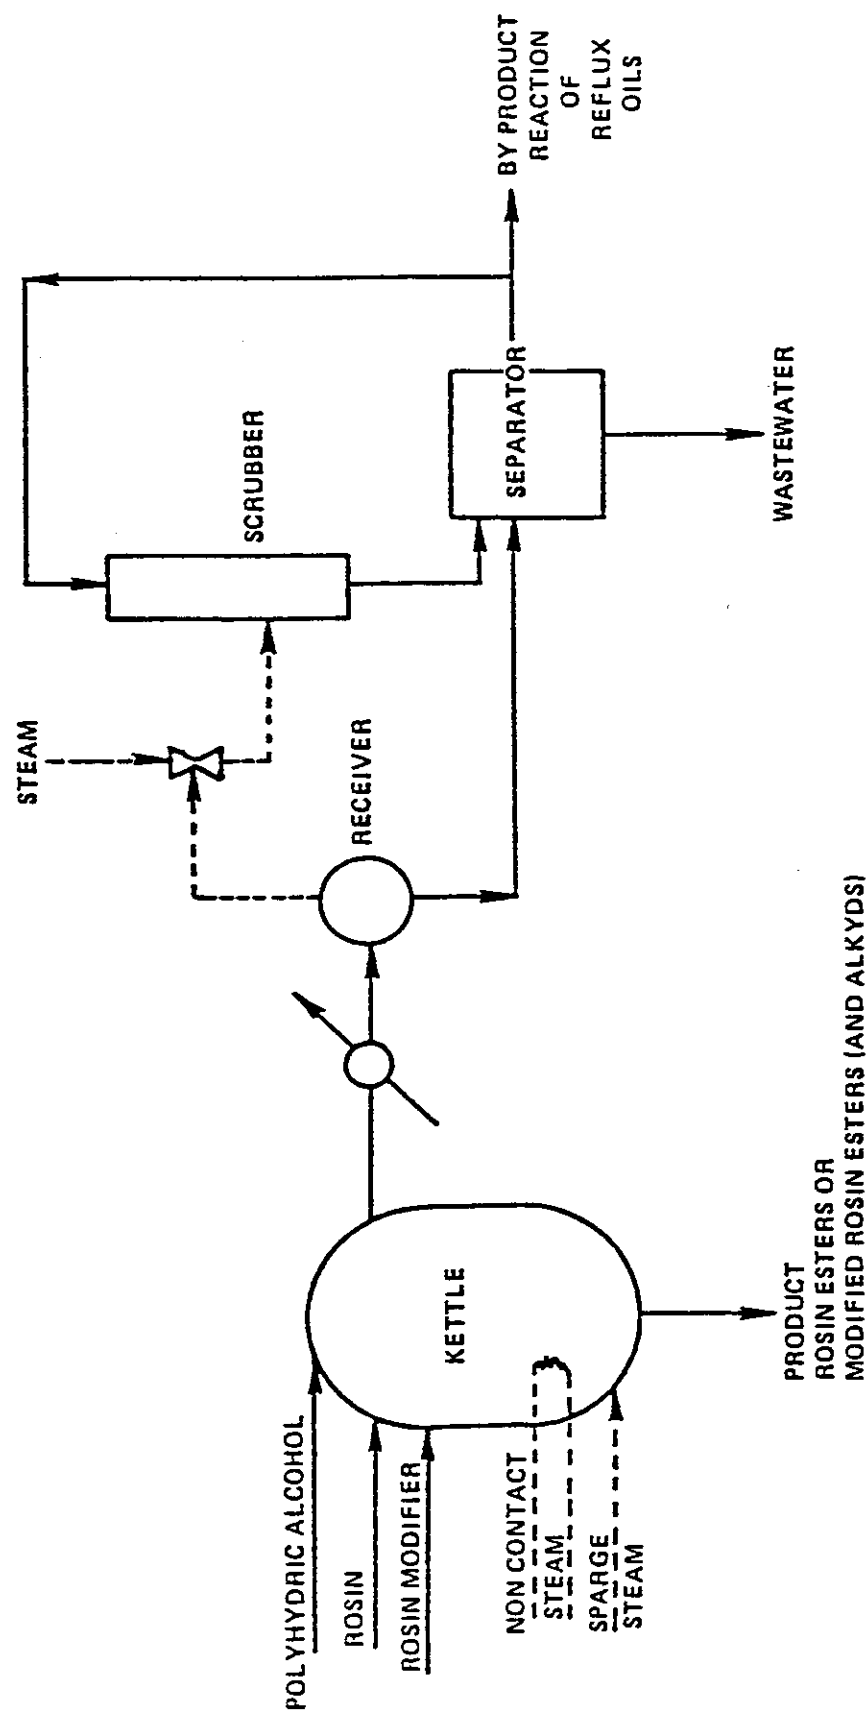 POLYHYDRIC ALCOHOL
ROSIN
ROSIN MODIFIER
NON CONTACT
STEAM
SPARGE
STEAM
KETTLE
PRODUCT
ROSIN ESTERS OR
MODIFIED ROSIN ESTERS (AND ALKYDS)
RECEIVER
STEAM
SCRUBBER
SEPARATOR
WASTEWATER
BY PRODUCT
REACTION
OF
REFLUX
OILS